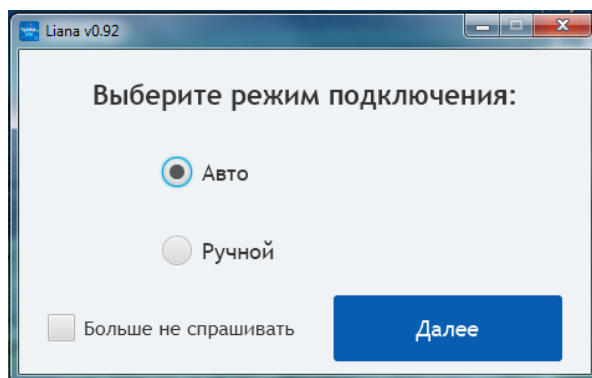 Liana v0.92
Выберите режим подключения:
Авто
Ручной
Больше не спрашивать
Далее